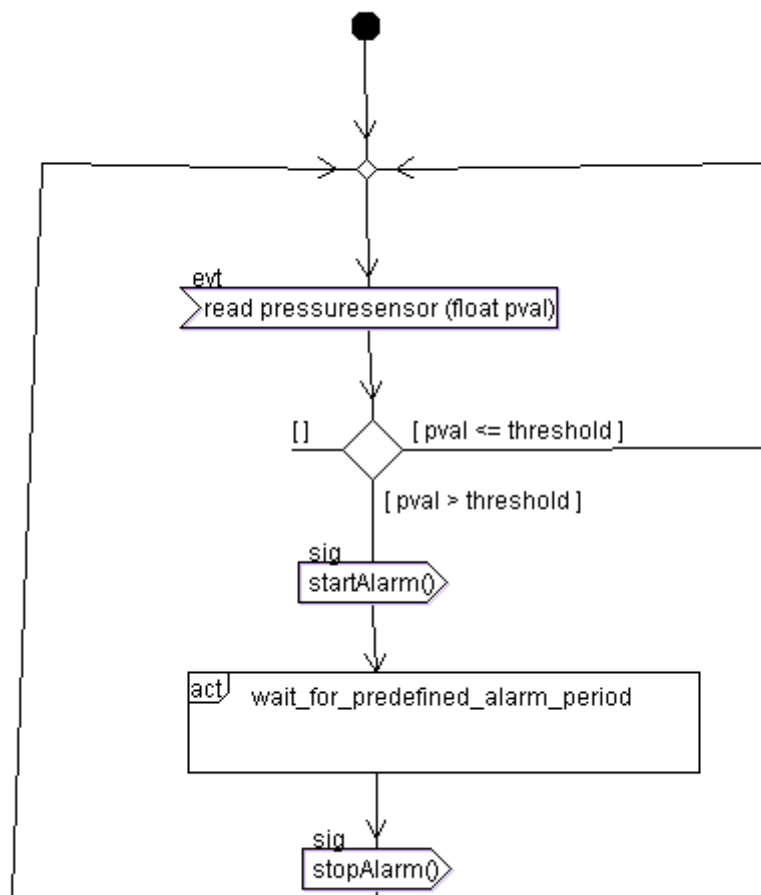 evt
read pressuresensor (float pval)
[ ]
[ pval <= threshold ]
[ pval > threshold ]
sig
startAlarm()
act
wait_for_predefined_alarm_period
sig
stopAlarm()